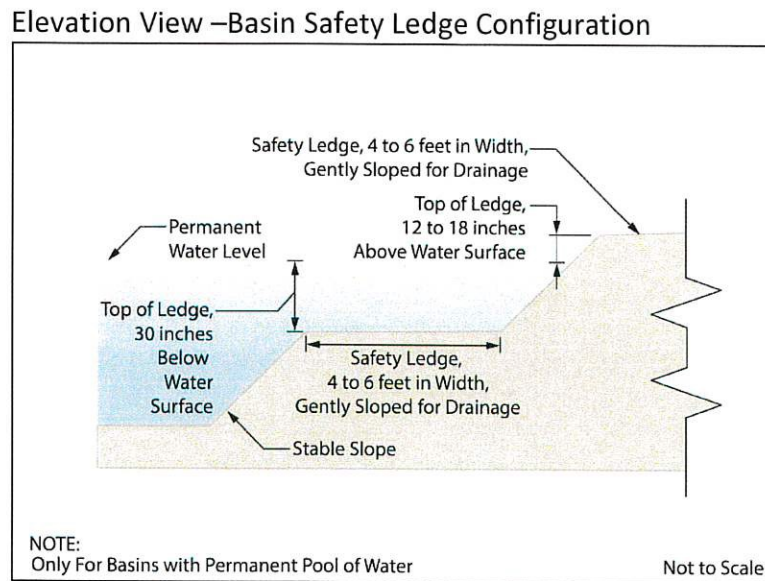 Elevation View –Basin Safety Ledge Configuration
Safety Ledge, 4 to 6 feet in Width,
Gently Sloped for Drainage
Top of Ledge,
12 to 18 inches
Above Water Surface
Permanent
Water Level
Top of Ledge,
30 inches
Below
Water
Surface
Safety Ledge,
4 to 6 feet in Width,
Gently Sloped for Drainage
Stable Slope
NOTE:
Only For Basins with Permanent Pool of Water
Not to Scale